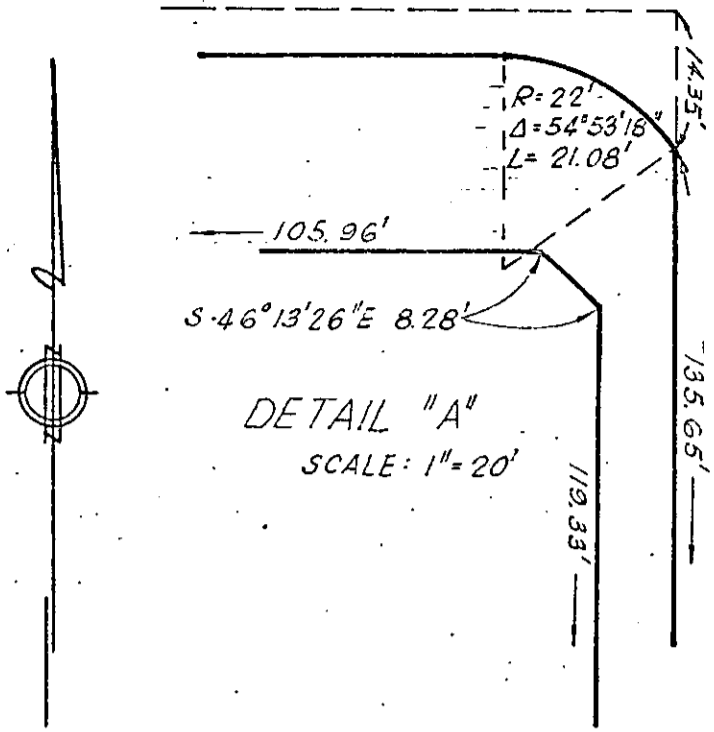 14.35'
R=22'
Δ=54°53'18"
L= 21.08'
105.96'
S·46°13'26"E 8.28'
135.65'
DETAIL "A"
SCALE: 1"=20'
119.33'